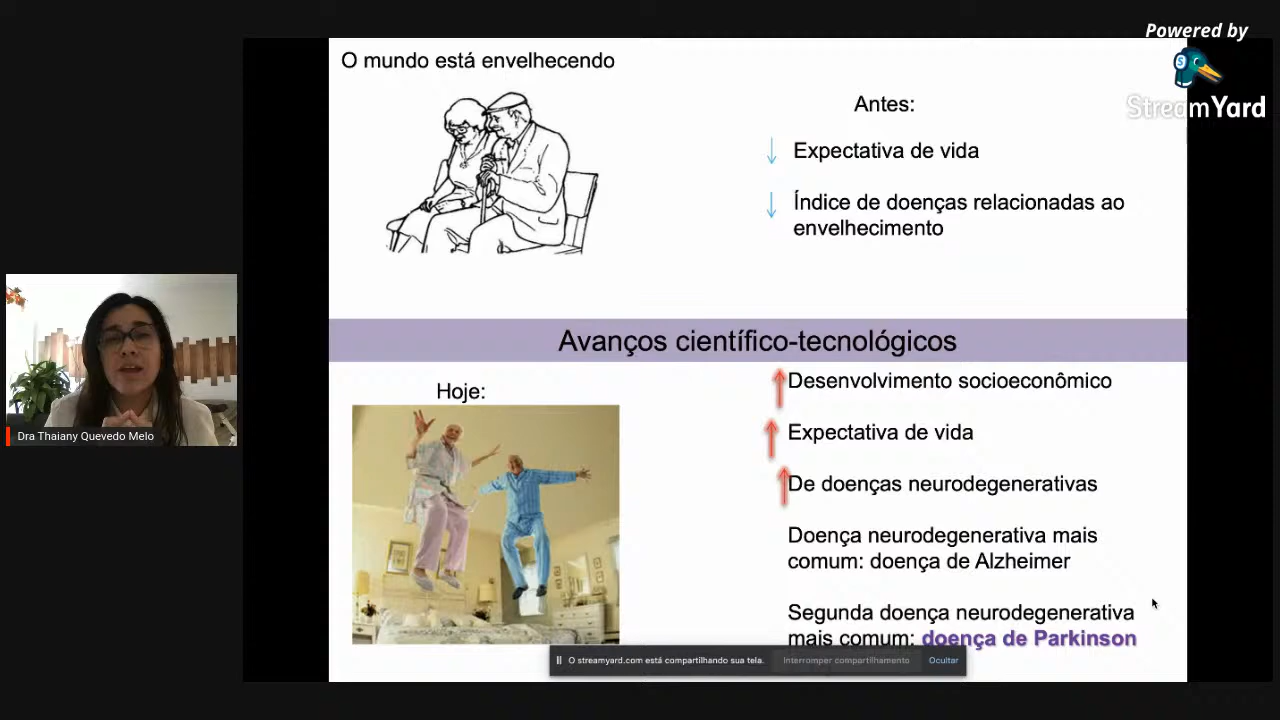 Powered by
StreamYard
O mundo está envelhecendo
Antes:
↓ Expectativa de vida
↓ Índice de doenças relacionadas ao
envelhecimento
Avanços científico-tecnológicos
Hoje:
↑ Desenvolvimento socioeconômico
↑ Expectativa de vida
↑ De doenças neurodegenerativas
Doença neurodegenerativa mais
comum: doença de Alzheimer
Segunda doença neurodegenerativa
mais comum: doença de Parkinson
Dra Thaiany Quevedo Melo
O streamyard.com está compartilhando sua tela. Interromper compartilhamento Ocultar